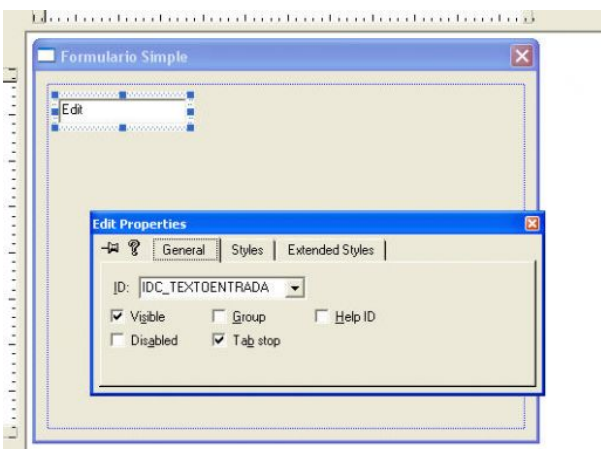 Formulario Simple
Edit
Edit Properties
? General Styles Extended Styles
ID: IDC_TEXTOENTRADA
Visible Group Help ID
Disabled Tab stop